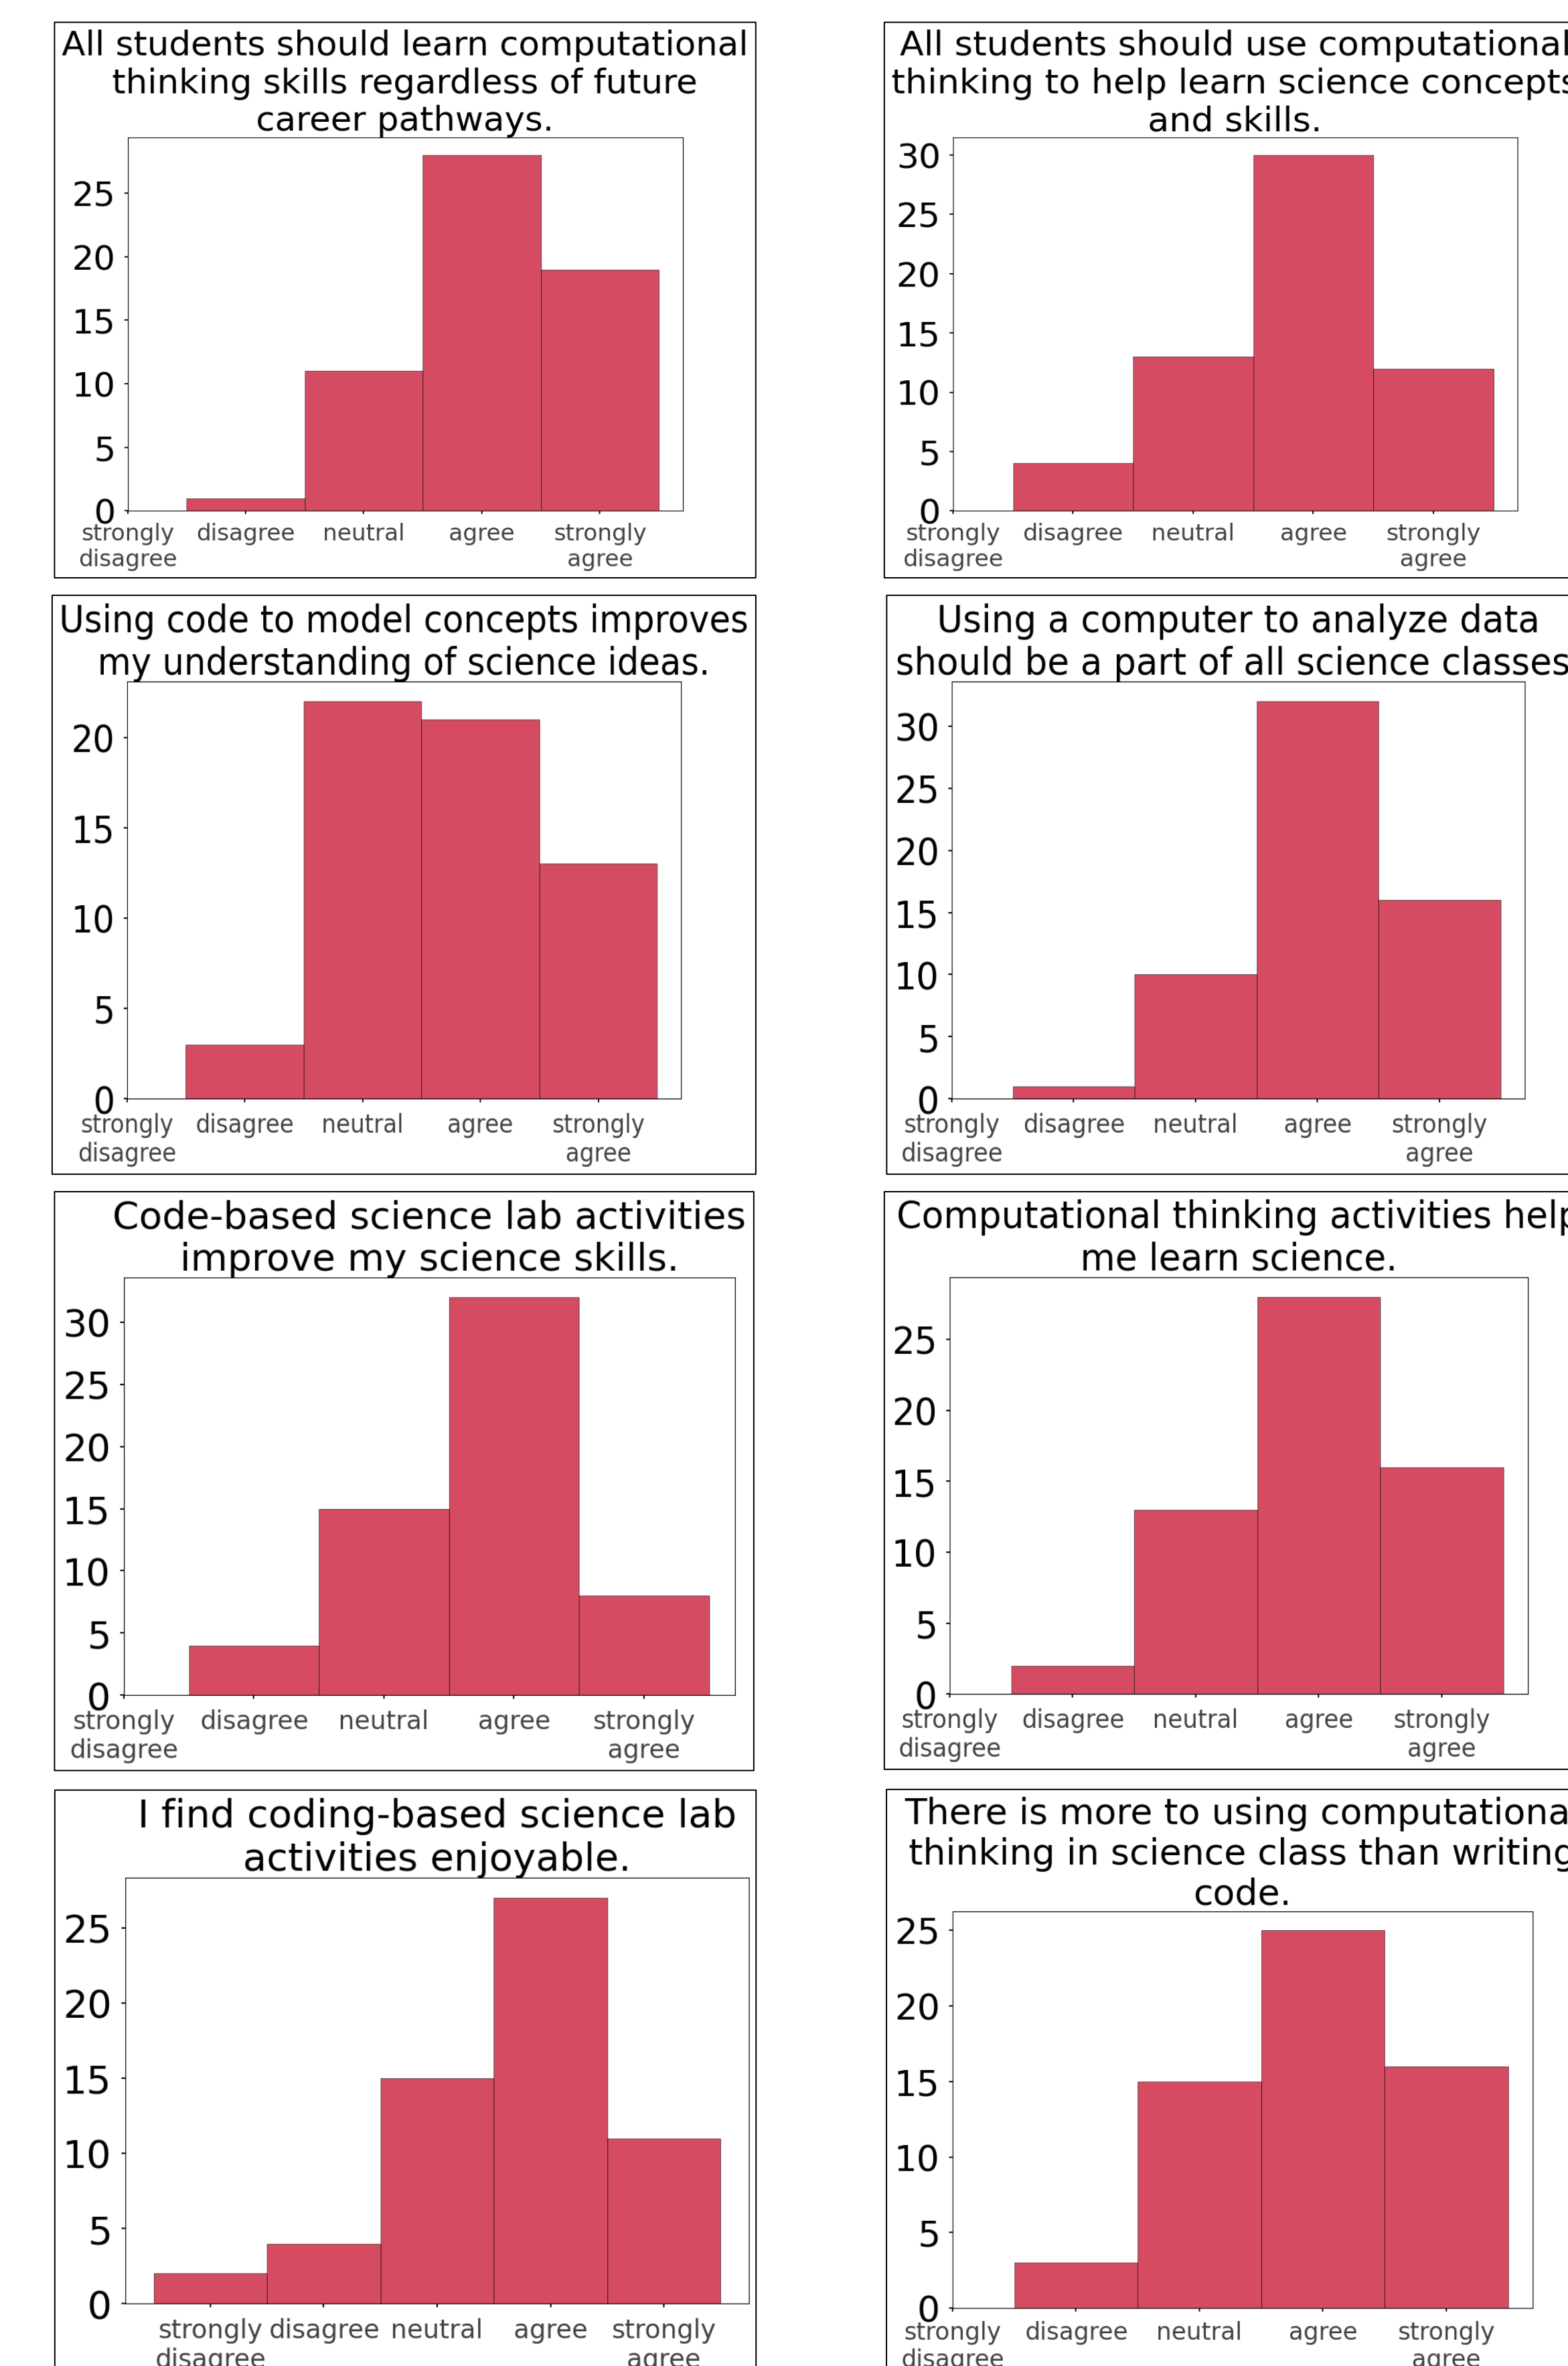 All students should learn computational
thinking skills regardless of future
career pathways.
25
20
15
10
5
0
strongly disagree neutral agree strongly
disagree agree
All students should use computational
thinking to help learn science concepts
and skills.
30
25
20
15
10
5
0
strongly disagree neutral agree strongly
disagree agree
Using code to model concepts improves
my understanding of science ideas.
20
15
10
5
0
strongly disagree neutral agree strongly
disagree agree
Using a computer to analyze data
should be a part of all science classes
30
25
20
15
10
5
0
strongly disagree neutral agree strongly
disagree agree
Code-based science lab activities
improve my science skills.
30
25
20
15
10
5
0
strongly disagree neutral agree strongly
disagree agree
Computational thinking activities help
me learn science.
25
20
15
10
5
0
strongly disagree neutral agree strongly
disagree agree
I find coding-based science lab
activities enjoyable.
25
20
15
10
5
0
strongly disagree neutral agree strongly
disagree agree
There is more to using computationa
thinking in science class than writing
code.
25
20
15
10
5
0
strongly disagree neutral agree strongly
disagree agree